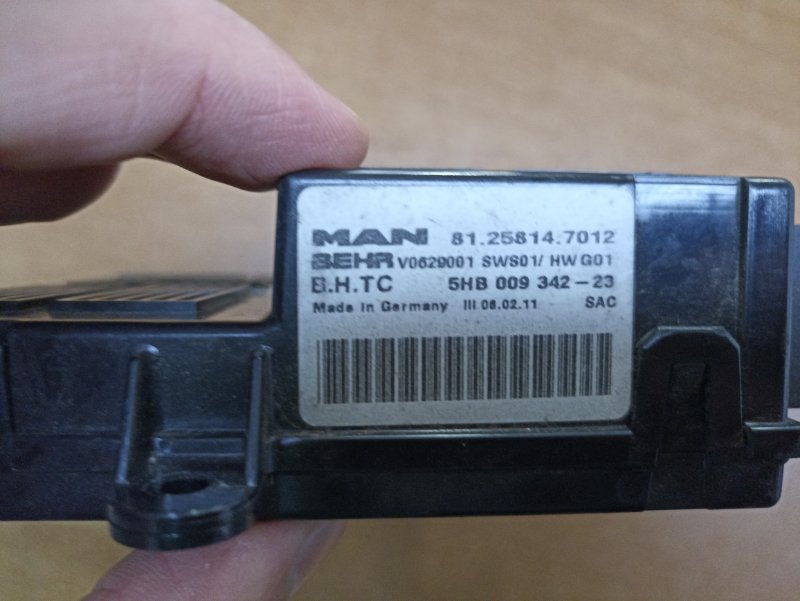 MAN 81.25814.7012
BEHR V0629001 SWS01/ HW G01
B.H.TC 5HB 009 342-23
Made in Germany III 06.02.11 SAC